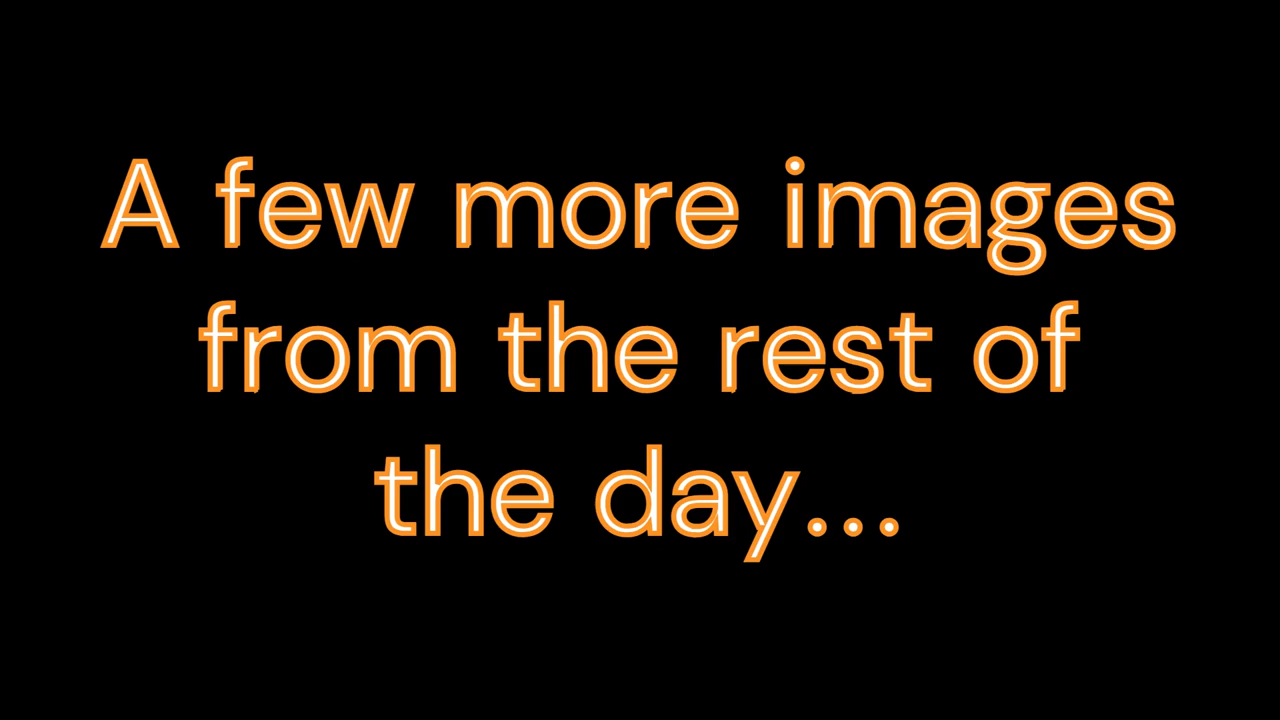 A few more images
from the rest of
the day...